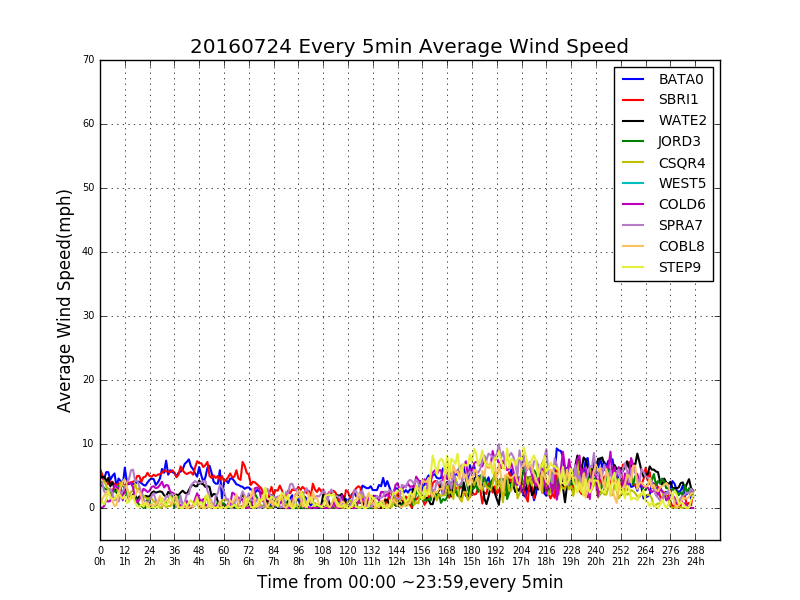 20160724 Every 5min Average Wind Speed
70
60
50
40
30
20
10
0
Average Wind Speed(mph)
BATA0
SBRI1
WATE2
JORD3
CSQR4
WEST5
COLD6
SPRA7
COBL8
STEP9
0 12 24 36 48 60 72 84 96 108 120 132 144 156 168 180 192 204 216 228 240 252 264 276 288
0h 1h 2h 3h 4h 5h 6h 7h 8h 9h 10h 11h 12h 13h 14h 15h 16h 17h 18h 19h 20h 21h 22h 23h 24h
Time from 00:00 ~23:59,every 5min